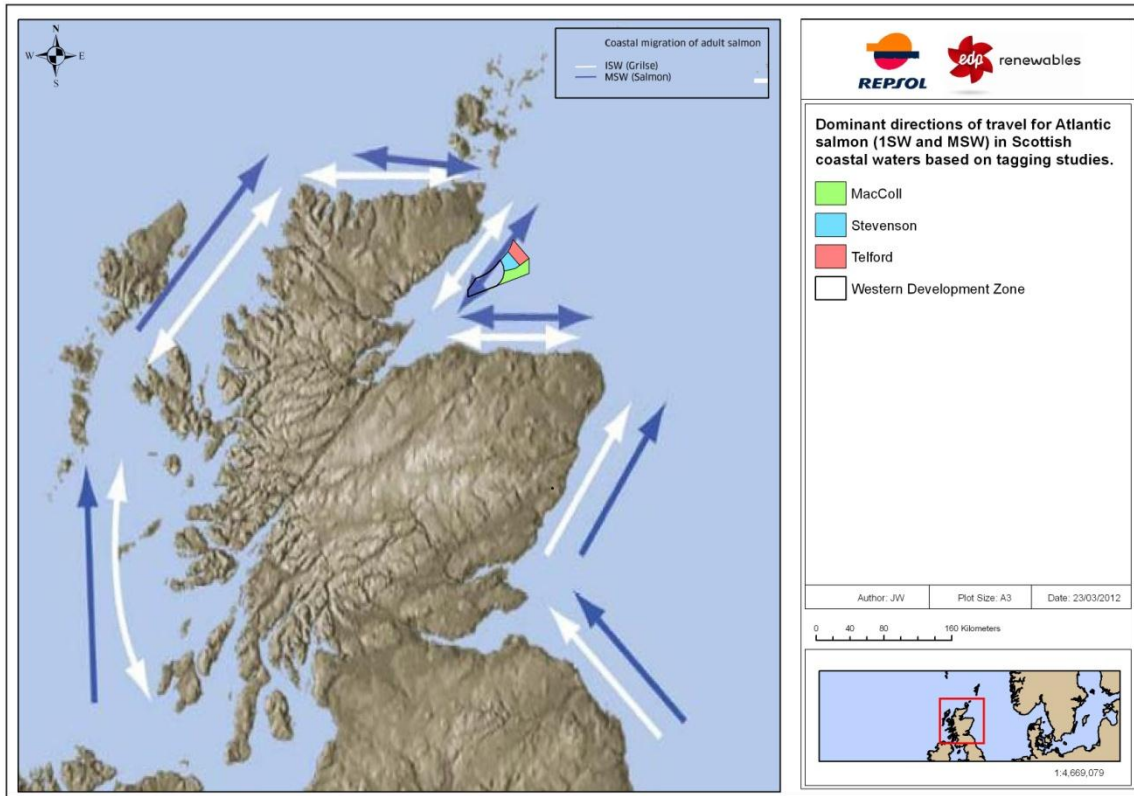 N
W E
S
Coastal migration of adult salmon
ISW (Grilse)
MSW (Salmon)
REPSOL
edp renewables
Dominant directions of travel for Atlantic
salmon (1SW and MSW) in Scottish
coastal waters based on tagging studies.
MacColl
Stevenson
Telford
Western Development Zone
Author: JW Plot Size: A3 Date: 23/03/2012
0 40 80 160 Kilometers
1:4,669,079